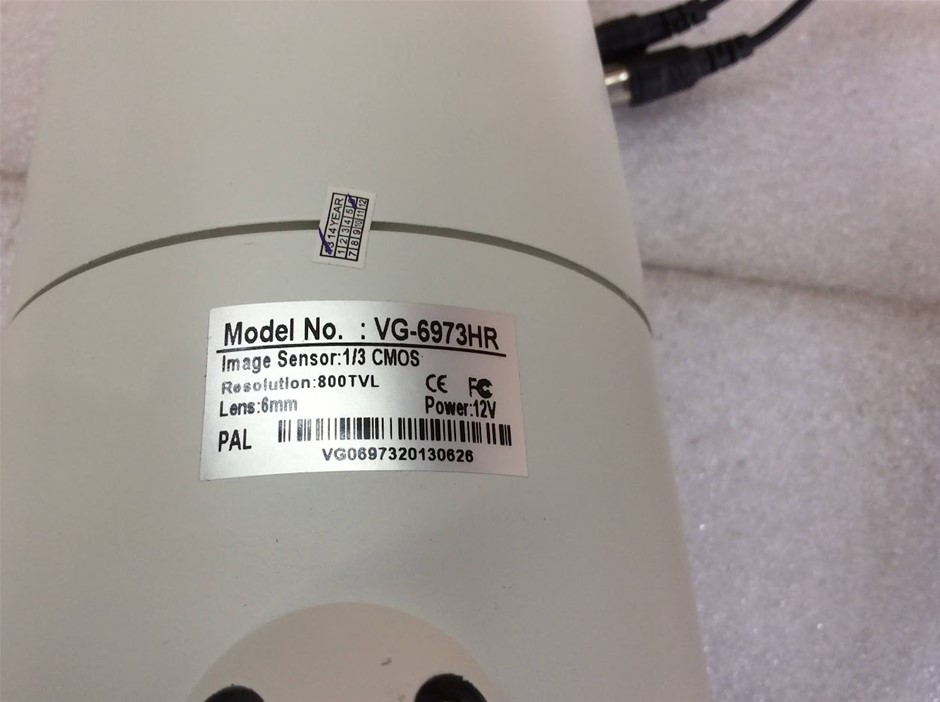 13 14 YEAR
1 2 3 4 5 6
7 8 9 10 11 12
Model No. : VG-6973HR
Image Sensor:1/3 CMOS
Resolution:800TVL CE FC
Lens:6mm Power:12V
PAL
VG0697320130626